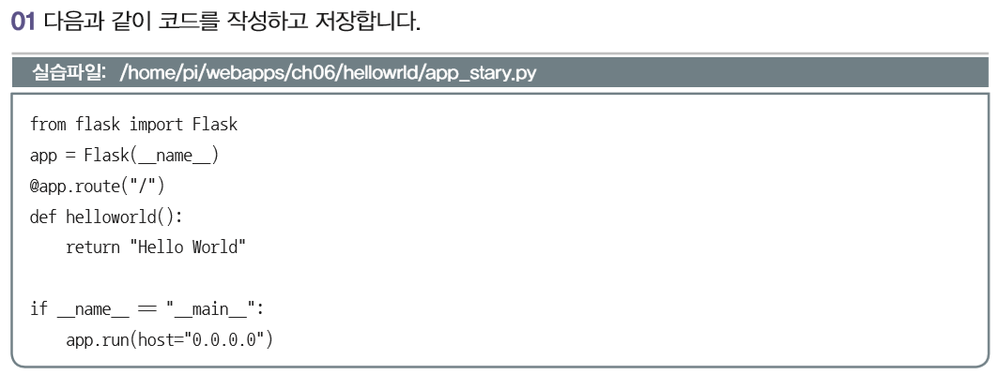 01 다음과 같이 코드를 작성하고 저장합니다.
실습파일: /home/pi/webapps/ch06/hellowrld/app_stary.py
from flask import Flask
app = Flask(__name__)
@app.route("/")
def helloworld():
    return "Hello World"
if __name__ == "__main__":
    app.run(host="0.0.0.0")